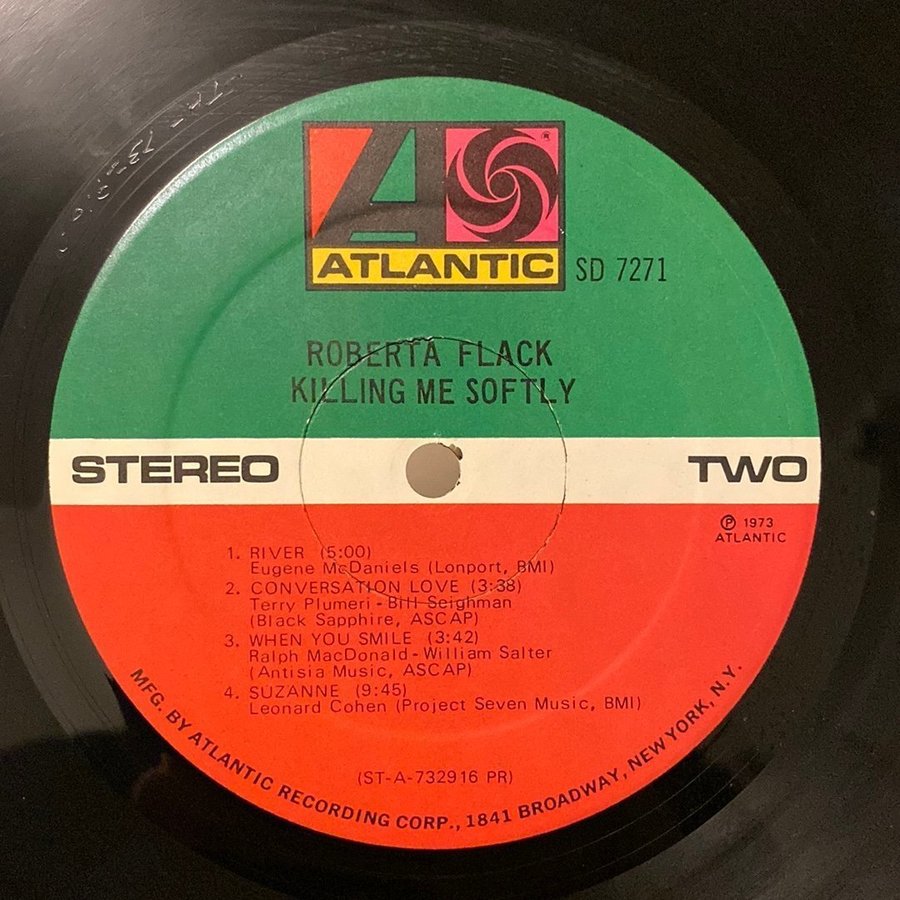 ATLANTIC
SD 7271
ROBERTA FLACK
KILLING ME SOFTLY
STEREO
TWO
℗ 1973
ATLANTIC
1. RIVER (5:00)
Eugene McDaniels (Lonport, BMI)
2. CONVERSATION LOVE (3:38)
Terry Plumeri - Bill Seighman
(Black Sapphire, ASCAP)
3. WHEN YOU SMILE (3:42)
Ralph MacDonald - William Salter
(Antisia Music, ASCAP)
4. SUZANNE (9:45)
Leonard Cohen (Project Seven Music, BMI)
(ST-A-732916 PR)
MFG. BY ATLANTIC RECORDING CORP., 1841 BROADWAY, NEW YORK, N.Y.